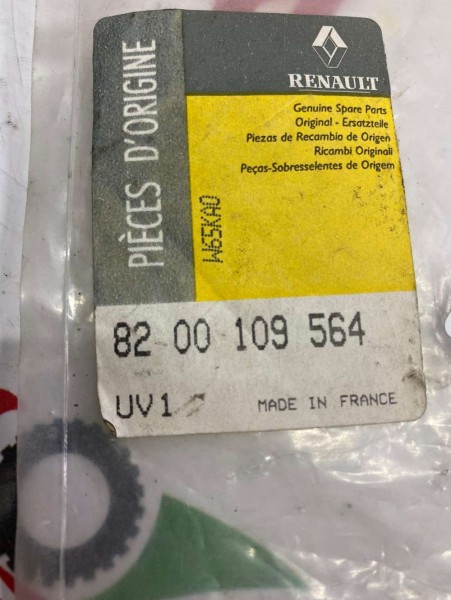 PIÈCES D'ORIGINE
RENAULT
Genuine Spare Parts
Original - Ersatzteile
Piezas de Recambio de Origen
Ricambi Originali
Peças-Sobresselentes de Origem
W65KAO
82 00 109 564
UV1
MADE IN FRANCE